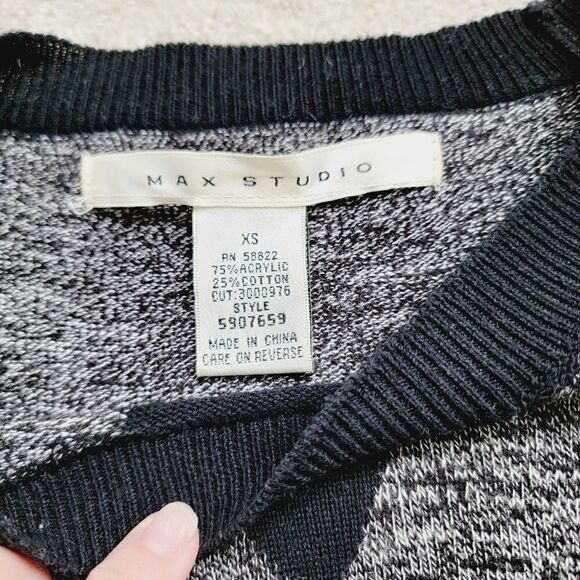 MAX STUDIO
XS
RN 58822
75%ACRYLIC
25%COTTON
CUT:3000976
STYLE
5907659
MADE IN CHINA
CARE ON REVERSE